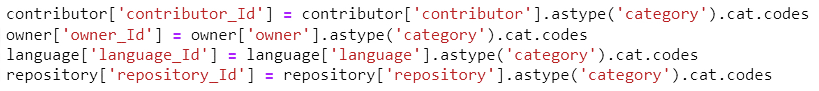 contributor['contributor_Id'] = contributor['contributor'].astype('category').cat.codes
owner['owner_Id'] = owner['owner'].astype('category').cat.codes
language['language_Id'] = language['language'].astype('category').cat.codes
repository['repository_Id'] = repository['repository'].astype('category').cat.codes